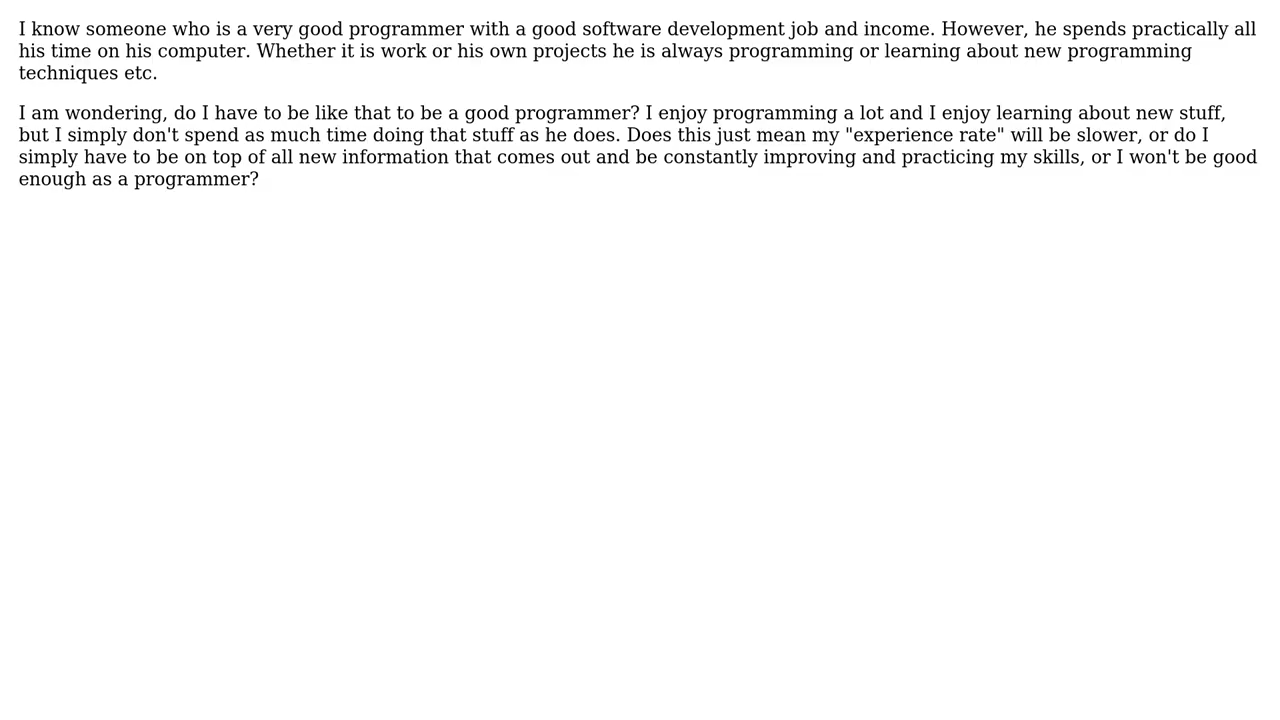 I know someone who is a very good programmer with a good software development job and income. However, he spends practically all
his time on his computer. Whether it is work or his own projects he is always programming or learning about new programming
techniques etc.
I am wondering, do I have to be like that to be a good programmer? I enjoy programming a lot and I enjoy learning about new stuff,
but I simply don't spend as much time doing that stuff as he does. Does this just mean my "experience rate" will be slower, or do I
simply have to be on top of all new information that comes out and be constantly improving and practicing my skills, or I won't be good
enough as a programmer?